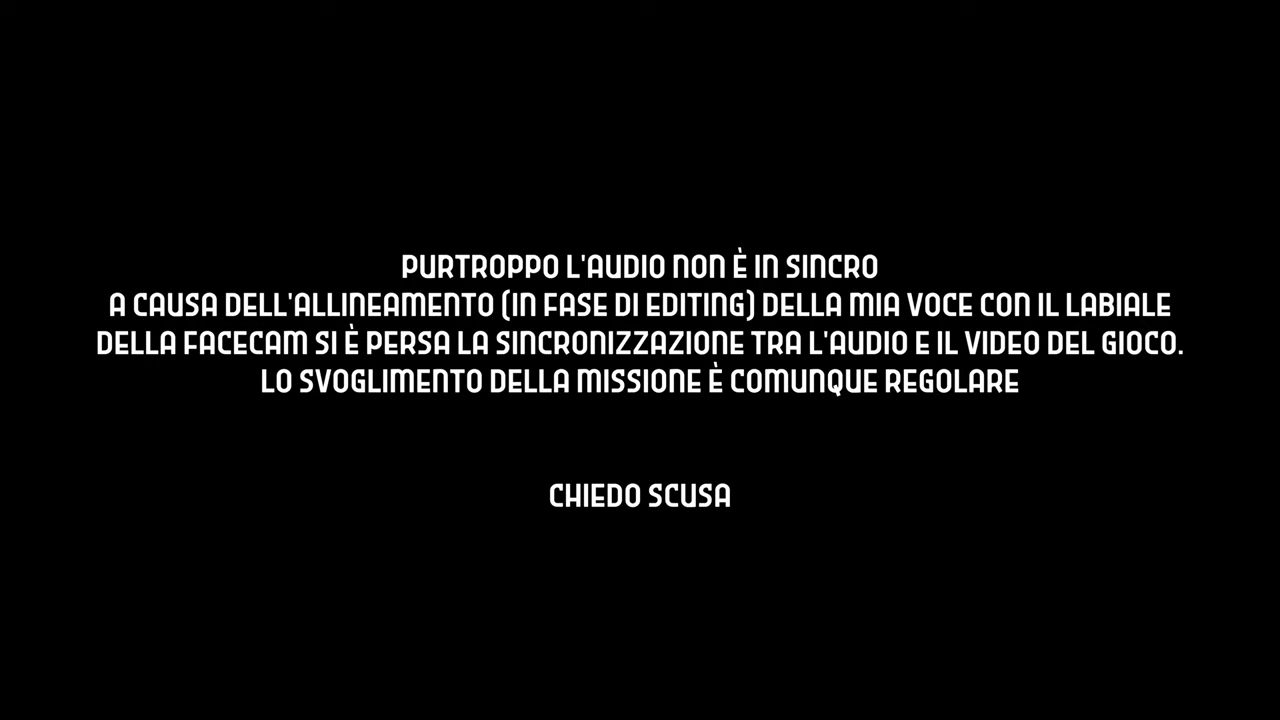 PURTROPPO L'AUDIO NON È IN SINCRO
A CAUSA DELL'ALLINEAMENTO (IN FASE DI EDITING) DELLA MIA VOCE CON IL LABIALE
DELLA FACECAM SI È PERSA LA SINCRONIZZAZIONE TRA L'AUDIO E IL VIDEO DEL GIOCO.
LO SVOGLIMENTO DELLA MISSIONE È COMUNQUE REGOLARE
CHIEDO SCUSA